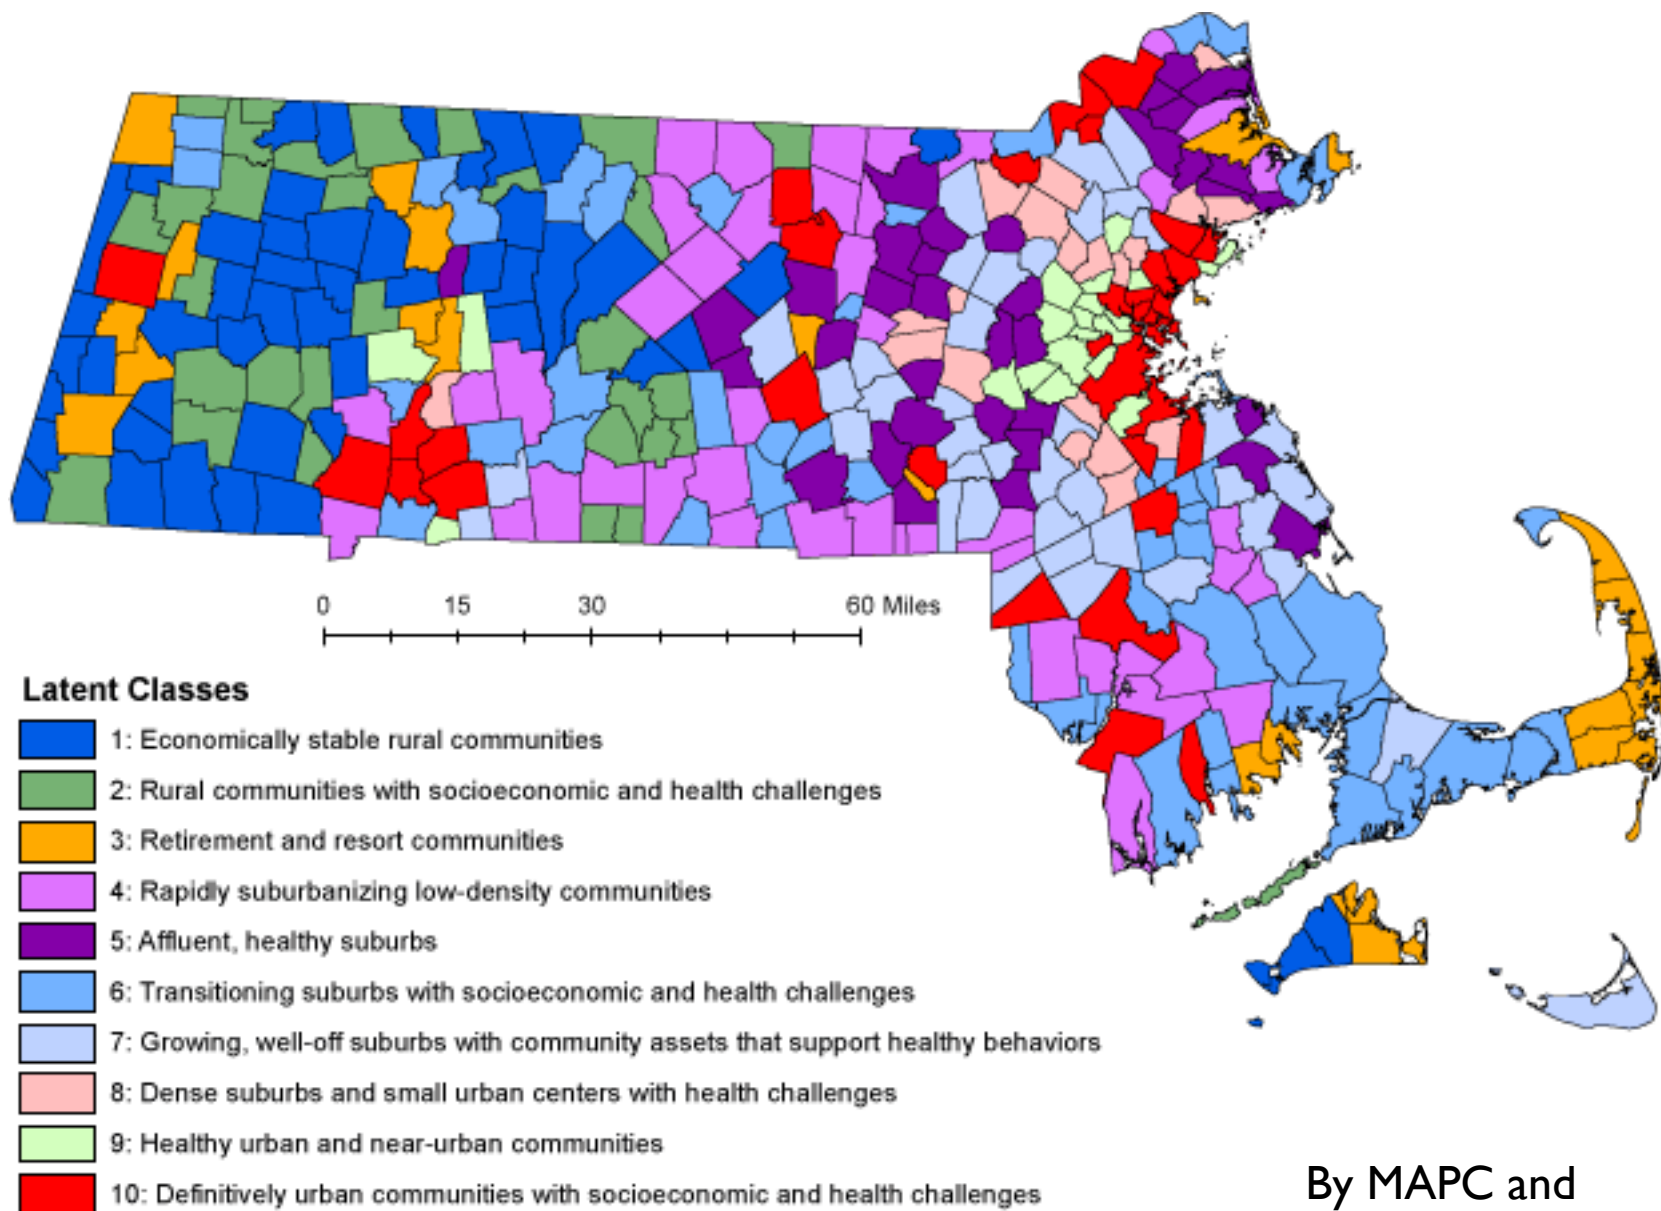 0 15 30 60 Miles
Latent Classes
1: Economically stable rural communities
2: Rural communities with socioeconomic and health challenges
3: Retirement and resort communities
4: Rapidly suburbanizing low-density communities
5: Affluent, healthy suburbs
6: Transitioning suburbs with socioeconomic and health challenges
7: Growing, well-off suburbs with community assets that support healthy behaviors
8: Dense suburbs and small urban centers with health challenges
9: Healthy urban and near-urban communities
10: Definitively urban communities with socioeconomic and health challenges
By MAPC and